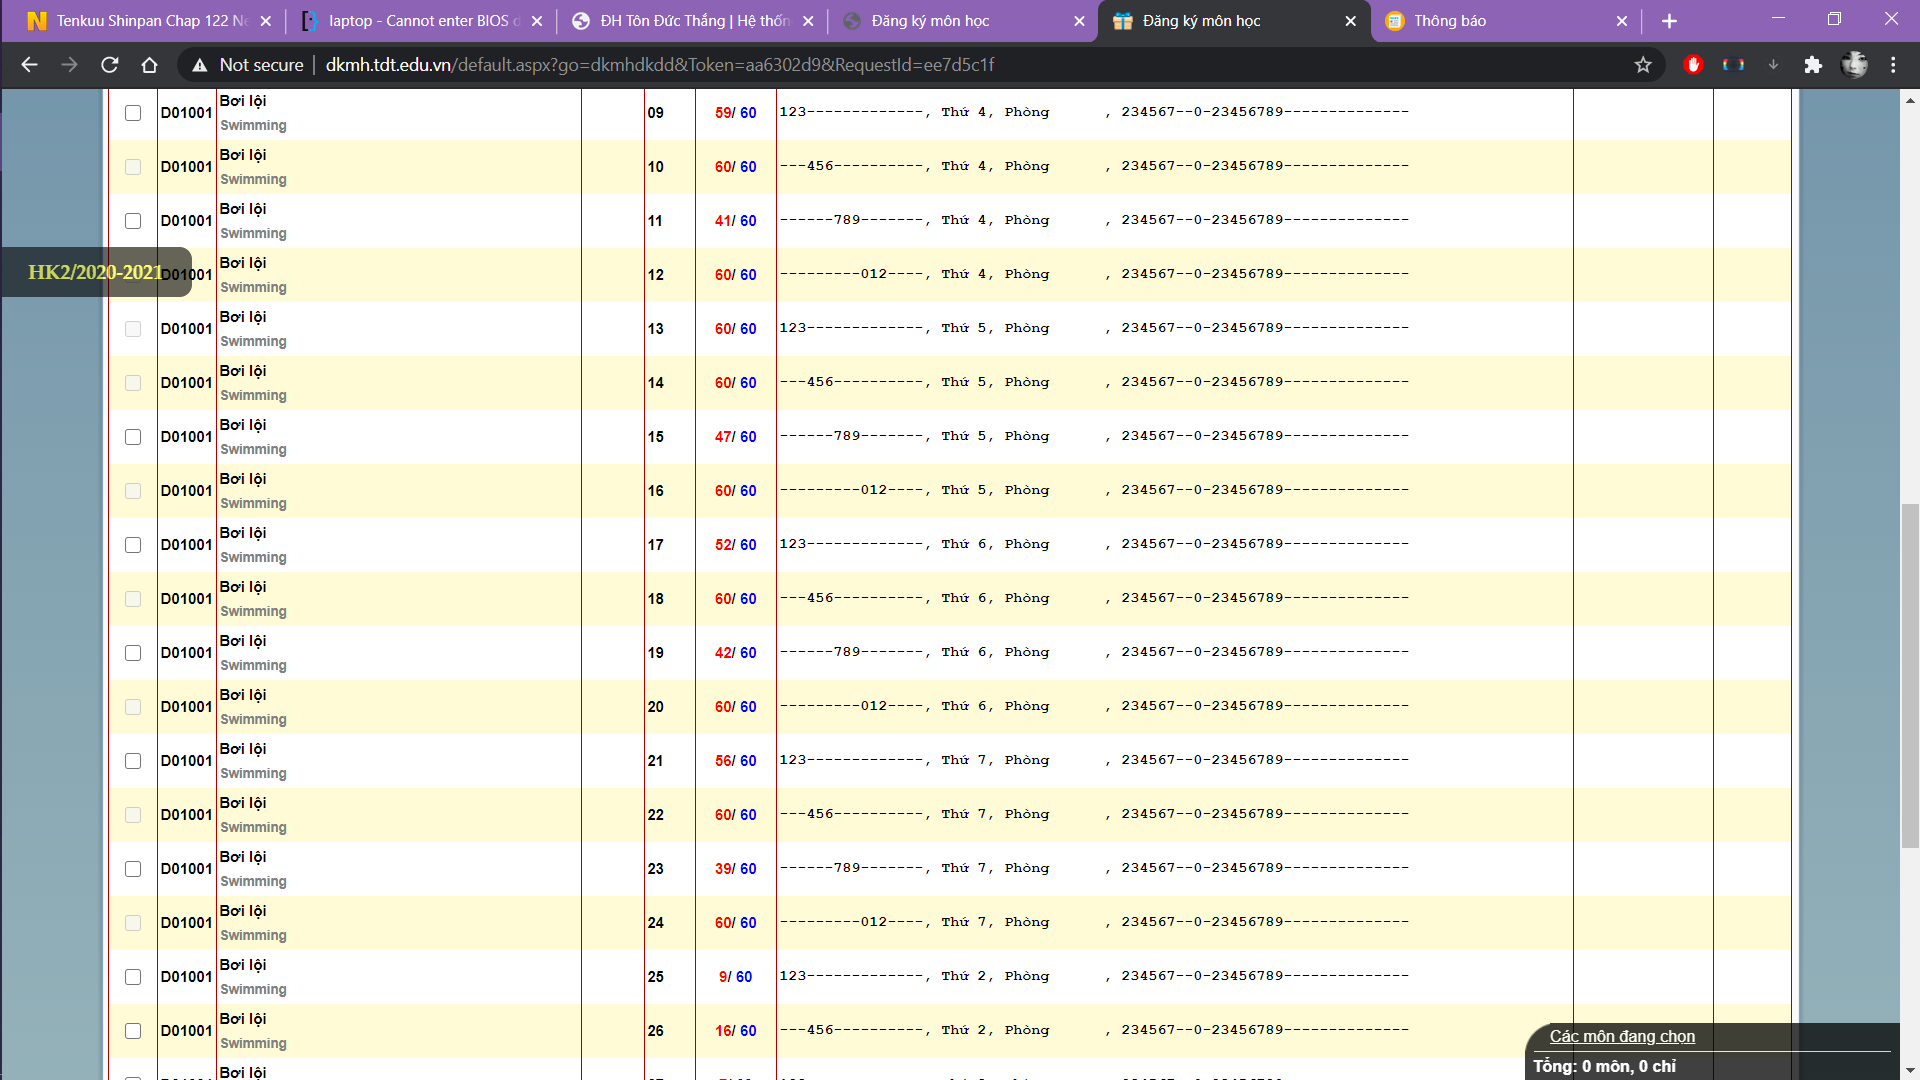 Tenkuu Shinpan Chap 122 Ne
laptop - Cannot enter BIOS d
ĐH Tôn Đức Thắng | Hệ thốn
Đăng ký môn học
Đăng ký môn học
Thông báo
Not secure | dkmh.tdt.edu.vn/default.aspx?go=dkmhdkdd&Token=aa6302d9&RequestId=ee7d5c1f
D01001 Bơi lội 09 59/ 60 123-------------, Thứ 4, Phòng , 234567--0-23456789--------------
Swimming
D01001 Bơi lội 10 60/ 60 ---456----------, Thứ 4, Phòng , 234567--0-23456789--------------
Swimming
D01001 Bơi lội 11 41/ 60 ------789-------, Thứ 4, Phòng , 234567--0-23456789--------------
Swimming
HK2/2020-2021
D01001 Bơi lội 12 60/ 60 ---------012----, Thứ 4, Phòng , 234567--0-23456789--------------
Swimming
D01001 Bơi lội 13 60/ 60 123-------------, Thứ 5, Phòng , 234567--0-23456789--------------
Swimming
D01001 Bơi lội 14 60/ 60 ---456----------, Thứ 5, Phòng , 234567--0-23456789--------------
Swimming
D01001 Bơi lội 15 47/ 60 ------789-------, Thứ 5, Phòng , 234567--0-23456789--------------
Swimming
D01001 Bơi lội 16 60/ 60 ---------012----, Thứ 5, Phòng , 234567--0-23456789--------------
Swimming
D01001 Bơi lội 17 52/ 60 123-------------, Thứ 6, Phòng , 234567--0-23456789--------------
Swimming
D01001 Bơi lội 18 60/ 60 ---456----------, Thứ 6, Phòng , 234567--0-23456789--------------
Swimming
D01001 Bơi lội 19 42/ 60 ------789-------, Thứ 6, Phòng , 234567--0-23456789--------------
Swimming
D01001 Bơi lội 20 60/ 60 ---------012----, Thứ 6, Phòng , 234567--0-23456789--------------
Swimming
D01001 Bơi lội 21 56/ 60 123-------------, Thứ 7, Phòng , 234567--0-23456789--------------
Swimming
D01001 Bơi lội 22 60/ 60 ---456----------, Thứ 7, Phòng , 234567--0-23456789--------------
Swimming
D01001 Bơi lội 23 39/ 60 ------789-------, Thứ 7, Phòng , 234567--0-23456789--------------
Swimming
D01001 Bơi lội 24 60/ 60 ---------012----, Thứ 7, Phòng , 234567--0-23456789--------------
Swimming
D01001 Bơi lội 25 9/ 60 123-------------, Thứ 2, Phòng , 234567--0-23456789--------------
Swimming
D01001 Bơi lội 26 16/ 60 ---456----------, Thứ 2, Phòng , 234567--0-23456789--------------
Swimming
Bơi lội
Các môn đang chọn
Tổng: 0 môn, 0 chỉ